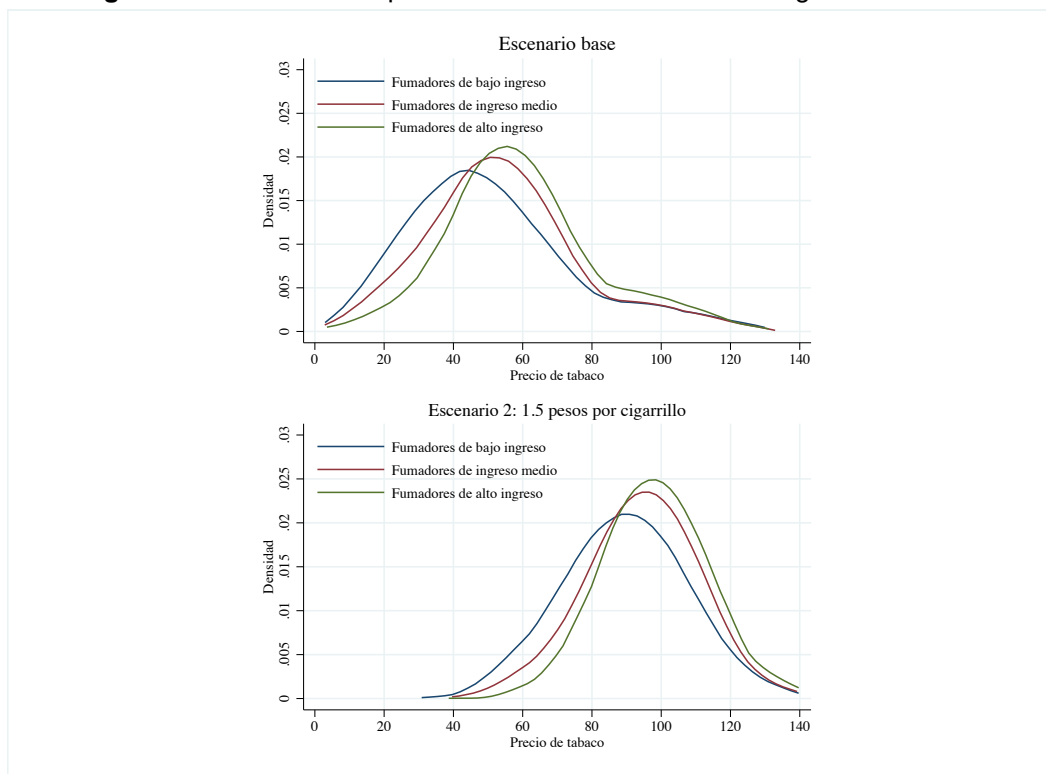 Escenario base
Fumadores de bajo ingreso
Fumadores de ingreso medio
Fumadores de alto ingreso
Densidad
.03
.025
.02
.015
.01
.005
0
0 20 40 60 80 100 120 140
Precio de tabaco
Escenario 2: 1.5 pesos por cigarrillo
Fumadores de bajo ingreso
Fumadores de ingreso medio
Fumadores de alto ingreso
Densidad
.03
.025
.02
.015
.01
.005
0
0 20 40 60 80 100 120 140
Precio de tabaco